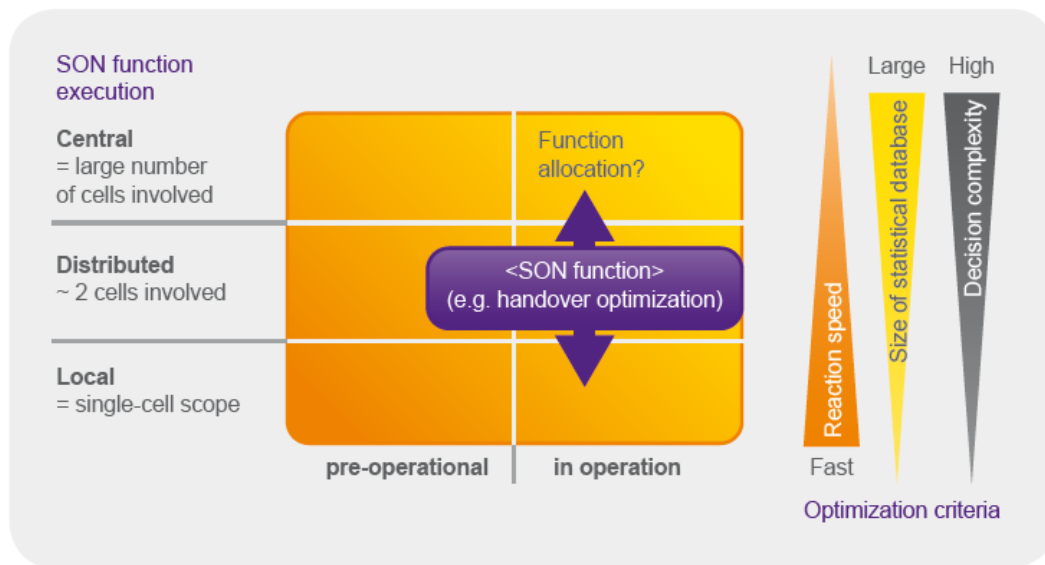 SON function
execution
Central
= large number
of cells involved
Distributed
~ 2 cells involved
Local
= single-cell scope
Function
allocation?
<SON function>
(e.g. handover optimization)
pre-operational
in operation
Large
High
Reaction speed
Size of statistical database
Decision complexity
Fast
Optimization criteria